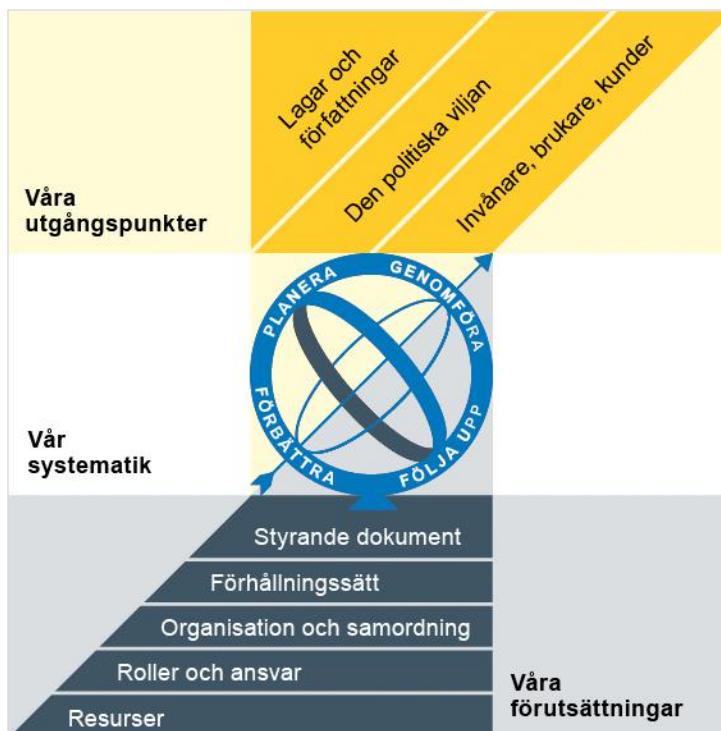 Lagar och
författningar
Den politiska viljan
Invånare, brukare, kunder
Våra
utgångspunkter
PLANERA
GENOMFÖRA
FÖLJA UPP
FÖRBÄTTRA
Vår
systematik
Styrande dokument
Förhållningssätt
Organisation och samordning
Roller och ansvar
Resurser
Våra
förutsättningar